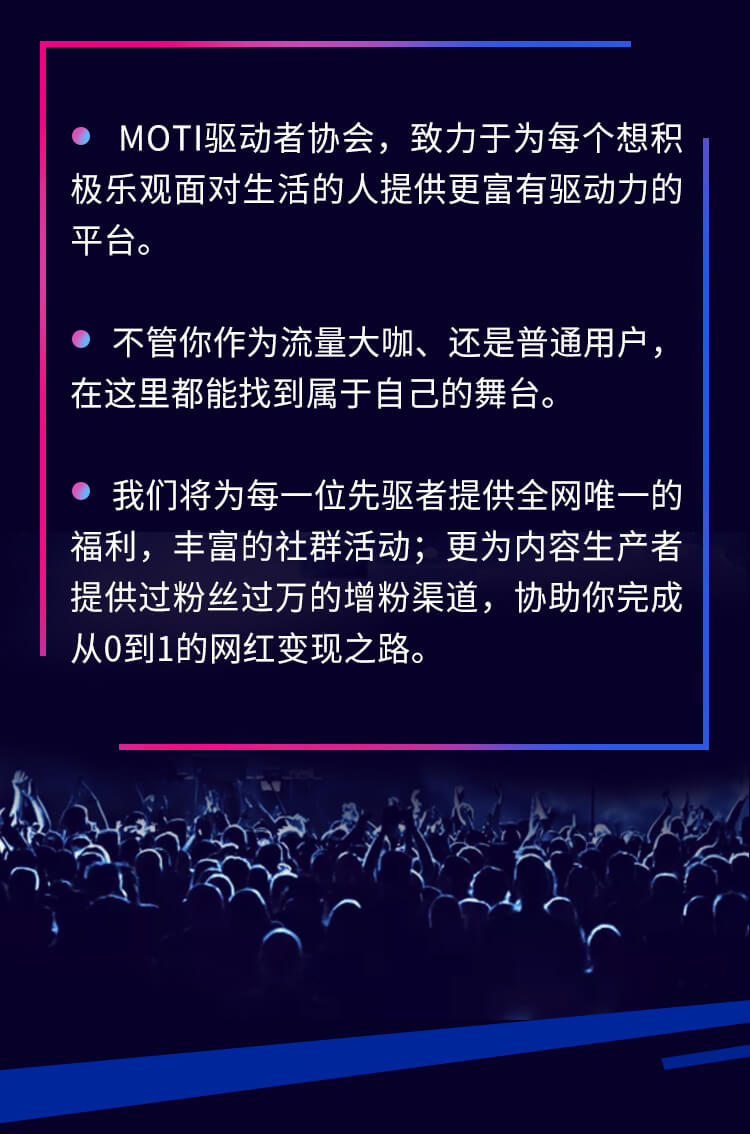 MOTI驱动者协会，致力于为每个想积
极乐观面对生活的人提供更富有驱动力的
平台。
不管你作为流量大咖、还是普通用户，
在这里都能找到属于自己的舞台。
我们将为每一位先驱者提供全网唯一的
福利，丰富的社群活动；更为内容生产者
提供过粉丝过万的增粉渠道，协助你完成
从0到1的网红变现之路。